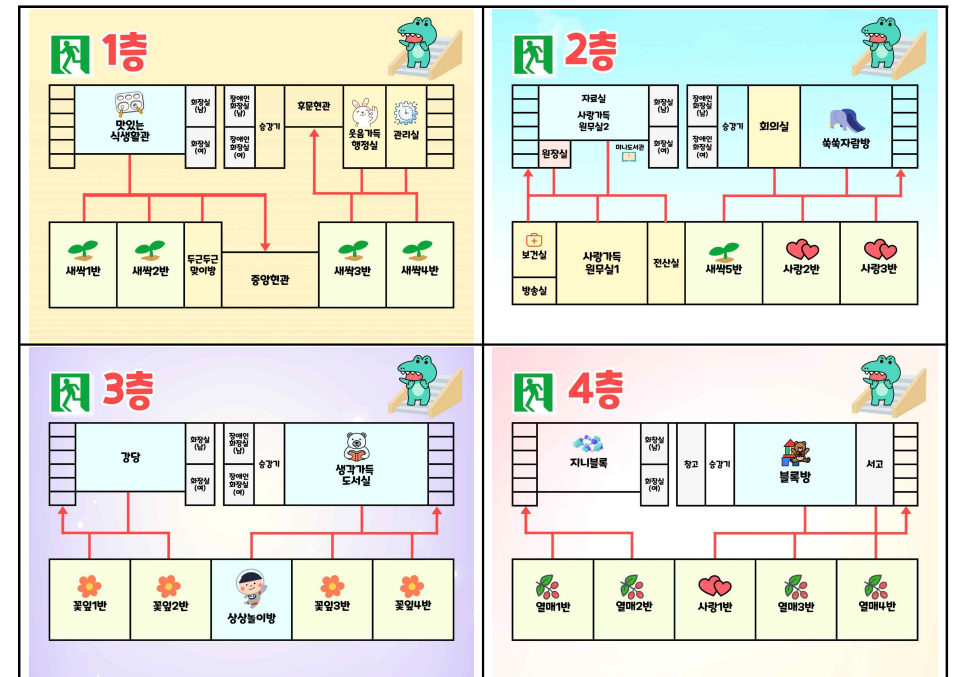 1층
맛있는
식생활관
화장실
(남)
화장실
(여)
장애인
화장실
(남)
장애인
화장실
(여)
승강기
후문현관
웃음가득
행정실
관리실
새싹1반
새싹2반
두근두근
맞이방
중앙현관
새싹3반
새싹4반
2층
자료실
사랑가득
원무실2
원장실
미니도서관
화장실
(남)
화장실
(여)
장애인
화장실
(남)
장애인
화장실
(여)
승강기
회의실
쑥쑥자람방
보건실
방송실
사랑가득
원무실1
전산실
새싹5반
사랑2반
사랑3반
3층
강당
화장실
(남)
화장실
(여)
장애인
화장실
(남)
장애인
화장실
(여)
승강기
생각가득
도서실
꽃잎1반
꽃잎2반
상상놀이방
꽃잎3반
꽃잎4반
4층
지니블록
화장실
(남)
화장실
(여)
창고
승강기
블록방
서고
열매1반
열매2반
사랑1반
열매3반
열매4반